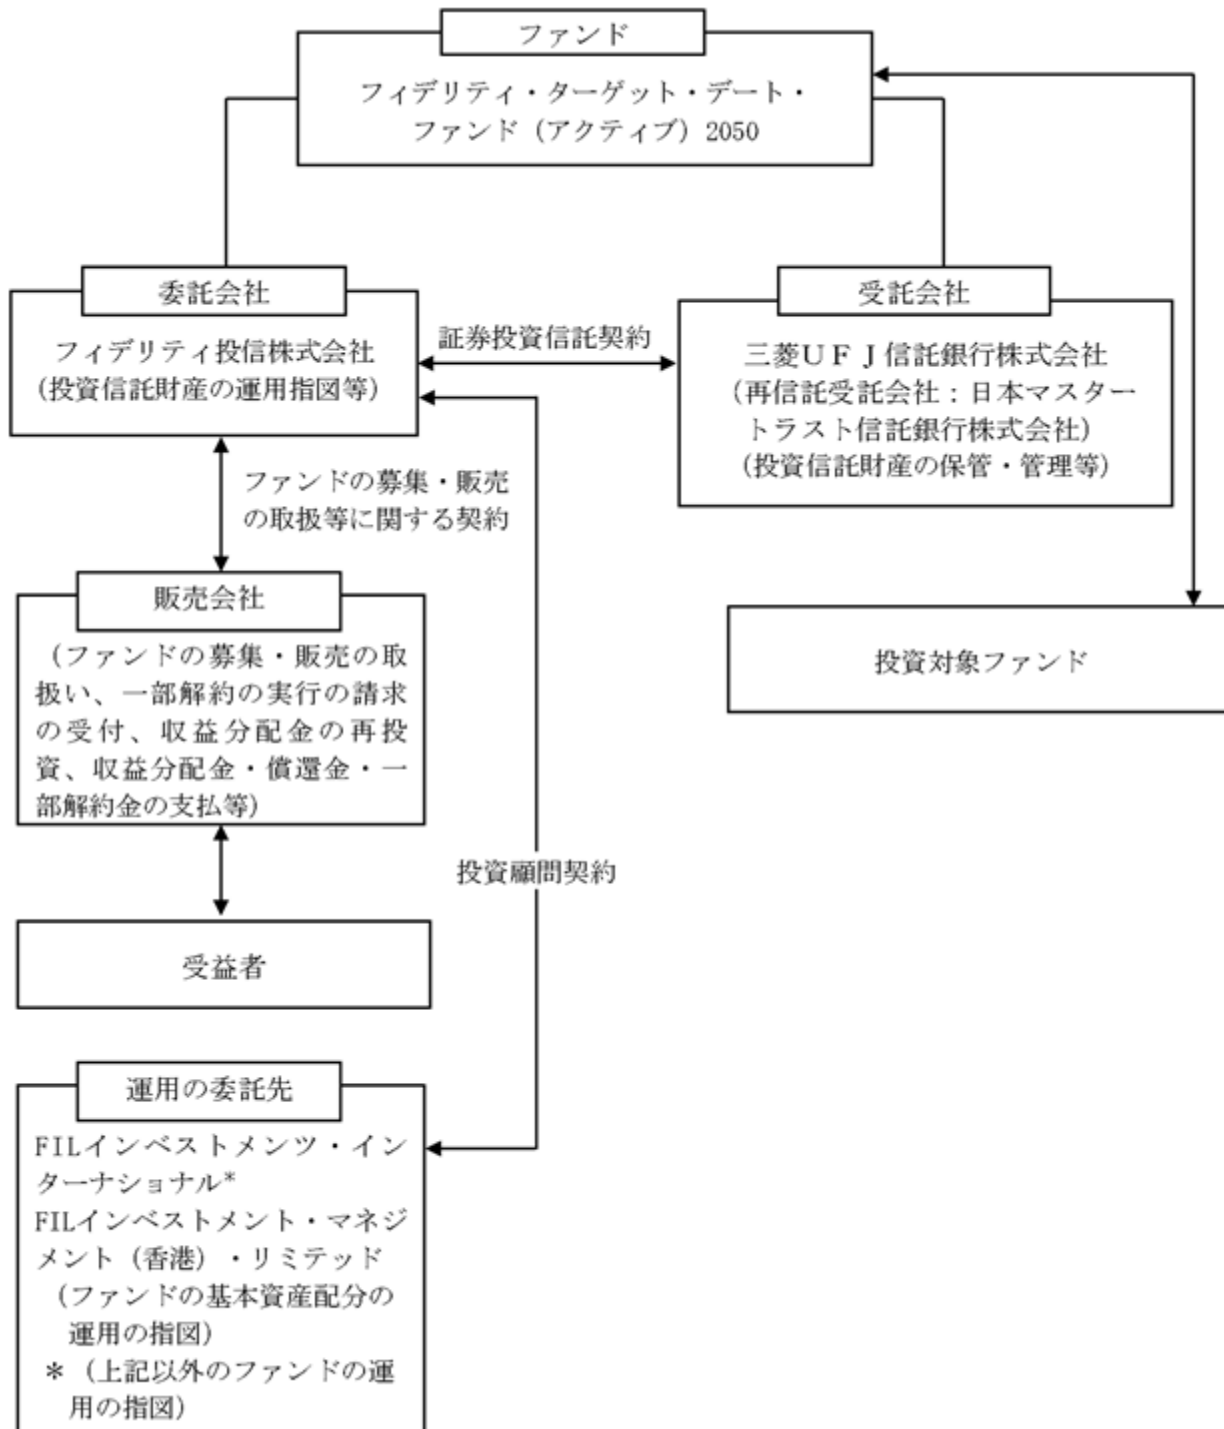 ファンド
フィデリティ・ターゲット・デート・
ファンド（アクティブ）2050
委託会社
フィデリティ投信株式会社
（投資信託財産の運用指図等）
証券投資信託契約
受託会社
三菱ＵＦＪ信託銀行株式会社
（再信託受託会社：日本マスター
トラスト信託銀行株式会社）
（投資信託財産の保管・管理等）
ファンドの募集・販売
の取扱等に関する契約
販売会社
（ファンドの募集・販売の取
扱い、一部解約の実行の請求
の受付、収益分配金の再投
資、収益分配金・償還金・一
部解約金の支払等）
投資対象ファンド
投資顧問契約
受益者
運用の委託先
FILインベストメンツ・イン
ターナショナル*
FILインベストメント・マネジ
メント（香港）・リミテッド
（ファンドの基本資産配分の
運用の指図）
＊（上記以外のファンドの運
用の指図）